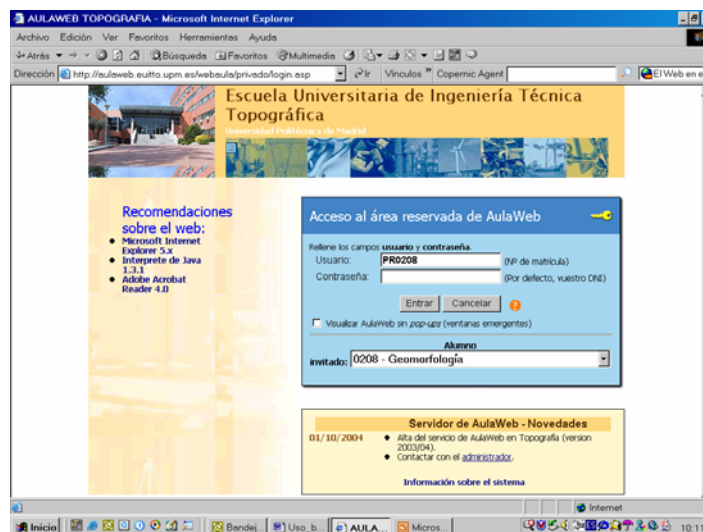 AULAWEB TOPOGRAFIA - Microsoft Internet Explorer
Archivo Edición Ver Favoritos Herramientas Ayuda
Atrás Búsqueda Favoritos Multimedia
Dirección http://aulaweb.euitto.upm.es/webaula/privado/login.asp Ir Vínculos » Copernic Agent El Web en e
Escuela Universitaria de Ingeniería Técnica
Topográfica
Universidad Politécnica de Madrid
Recomendaciones
sobre el web:
Microsoft Internet
Explorer 5.x
Interprete de Java
1.3.1
Adobe Acrobat
Reader 4.0
Acceso al área reservada de AulaWeb
Rellene los campos usuario y contraseña.
Usuario: PR0208 (Nº de matrícula)
Contraseña: (Por defecto, vuestro DNI)
Entrar Cancelar
Visualizar AulaWeb sin pop-ups (ventanas emergentes)
Alumno
invitado: 0208 - Geomorfología
Servidor de AulaWeb - Novedades
01/10/2004 Alta del servicio de AulaWeb en Topografía (version
2003/04).
Contactar con el administrador.
Información sobre el sistema
Internet
Inicio Bandej... Uso_b... AULA... Micros... 10:11